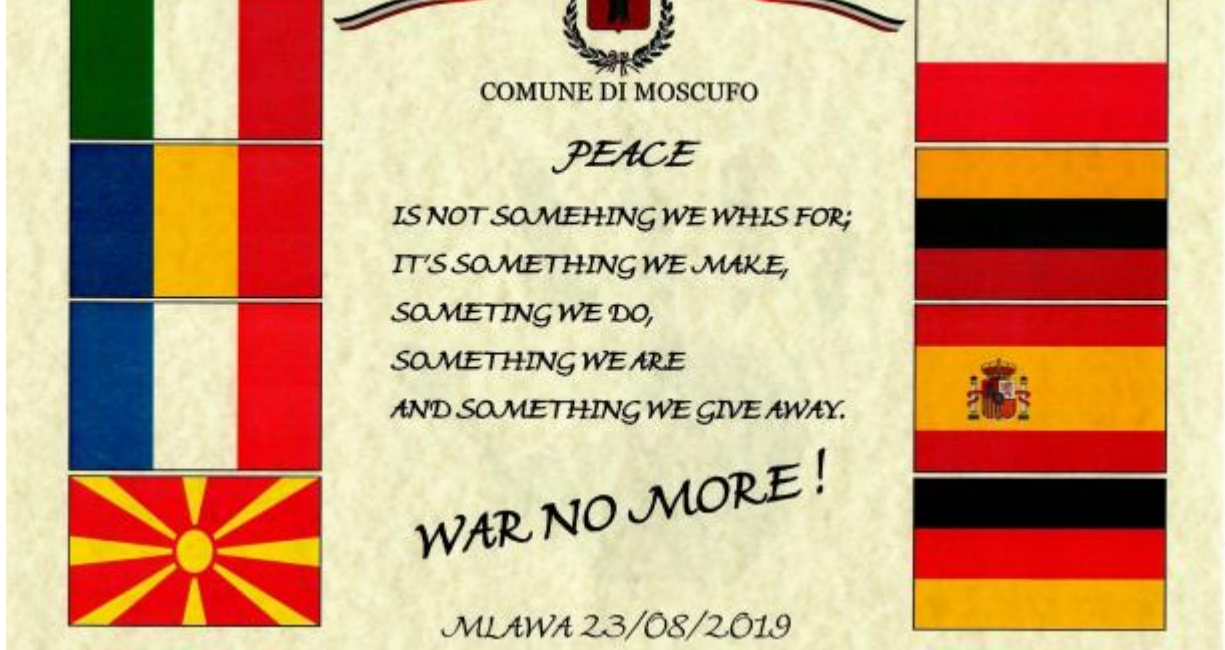 COMUNE DI MOSCUFO
PEACE
IS NOT SOMEHING WE WHIS FOR;
IT'S SOMETHING WE MAKE,
SOMETING WE DO,
SOMETHING WE ARE
AND SOMETHING WE GIVE AWAY.
WAR NO MORE!
MLAWA 23/08/2019